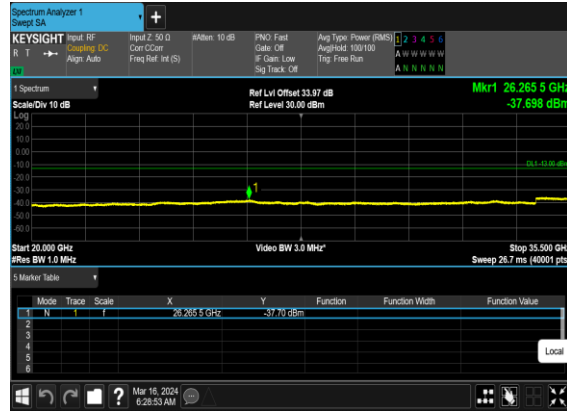 Spectrum Analyzer 1
Swept SA
+
KEYSIGHT Input: RF Input Z: 50 Ω #Atten: 10 dB PNO: Fast Avg Type: Power (RMS) 1 2 3 4 5 6
R T Coupling: DC Corr CCorr Gate: Off Avg|Hold: 100/100 A W W W W W
Align: Auto Freq Ref: Int (S) IF Gain: Low Trig: Free Run
Sig Track: Off A N N N N N
1 Spectrum Ref Lvl Offset 33.97 dB Mkr1 26.265 5 GHz
Scale/Div 10 dB Ref Level 30.00 dBm -37.698 dBm
Log
20.0
10.0
0.00
-10.0 DL1 -13.00 dBm
-20.0
-30.0 1
-40.0
-50.0
-60.0
Start 20.000 GHz Video BW 3.0 MHz* Stop 35.500 GHz
#Res BW 1.0 MHz Sweep 26.7 ms (40001 pts)
5 Marker Table
Mode Trace Scale X Y Function Function Width Function Value
1 N 1 f 26.265 5 GHz -37.70 dBm
2
3
4
5
6
Local
? Mar 16, 2024
6:28:53 AM